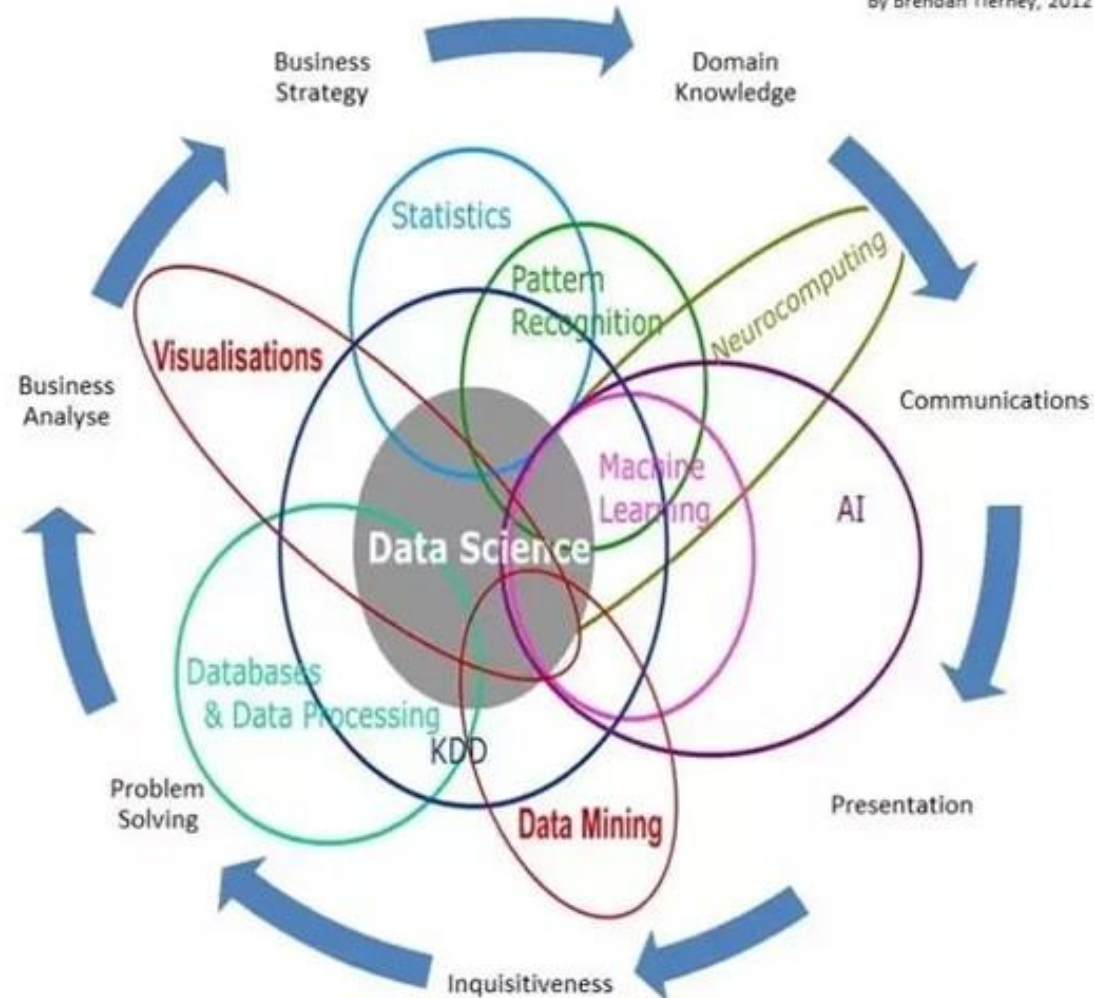 By Brendan Tierney, 2012
Business
Strategy
Domain
Knowledge
Statistics
Pattern
Recognition
Neurocomputing
Visualisations
Business
Analyse
Communications
Machine
Learning
AI
Data Science
Databases
& Data Processing
KDD
Problem
Solving
Data Mining
Presentation
Inquisitiveness